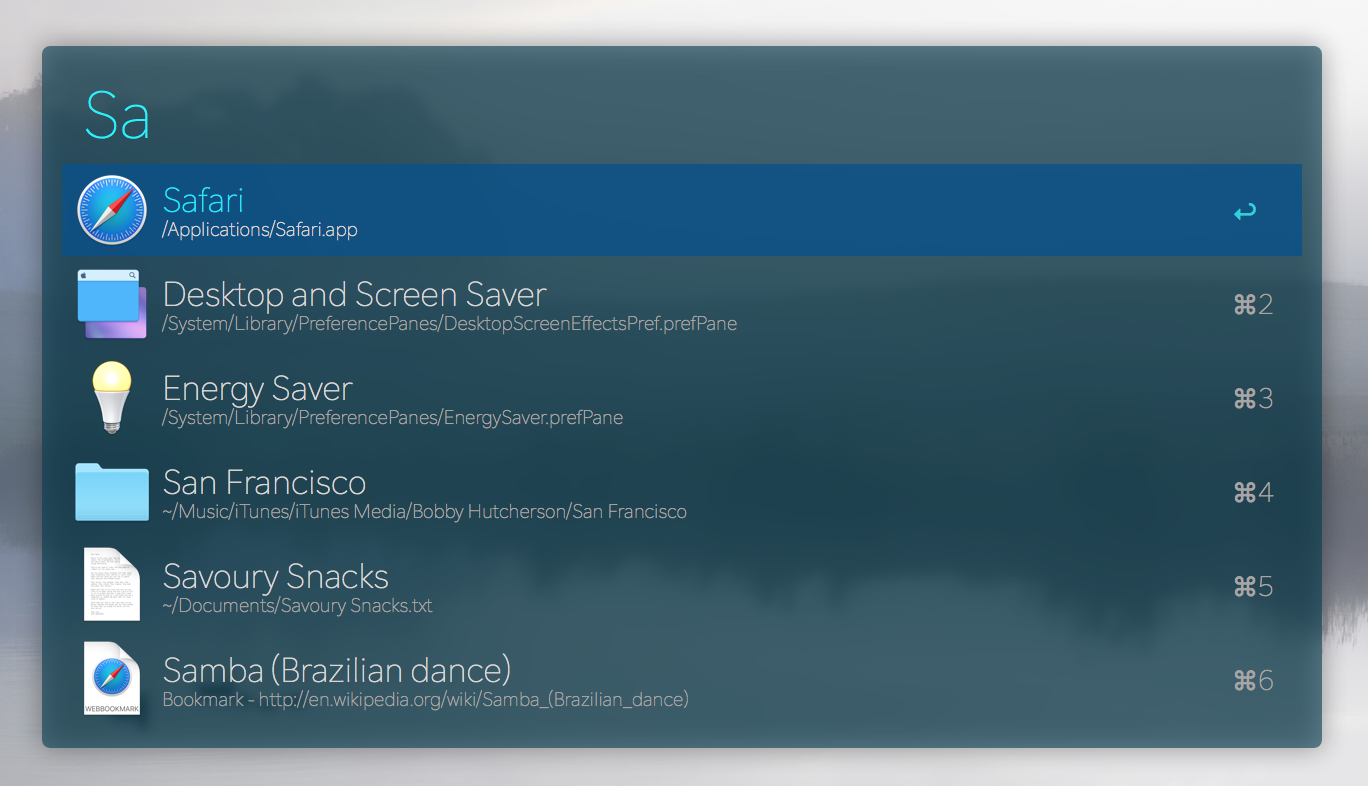 Sa
Safari
/Applications/Safari.app
Desktop and Screen Saver
/System/Library/PreferencePanes/DesktopScreenEffectsPref.prefPane
⌘2
Energy Saver
/System/Library/PreferencePanes/EnergySaver.prefPane
⌘3
San Francisco
~/Music/iTunes/iTunes Media/Bobby Hutcherson/San Francisco
⌘4
Savoury Snacks
~/Documents/Savoury Snacks.txt
⌘5
Samba (Brazilian dance)
Bookmark - http://en.wikipedia.org/wiki/Samba_(Brazilian_dance)
⌘6
WEBBOOKMARK